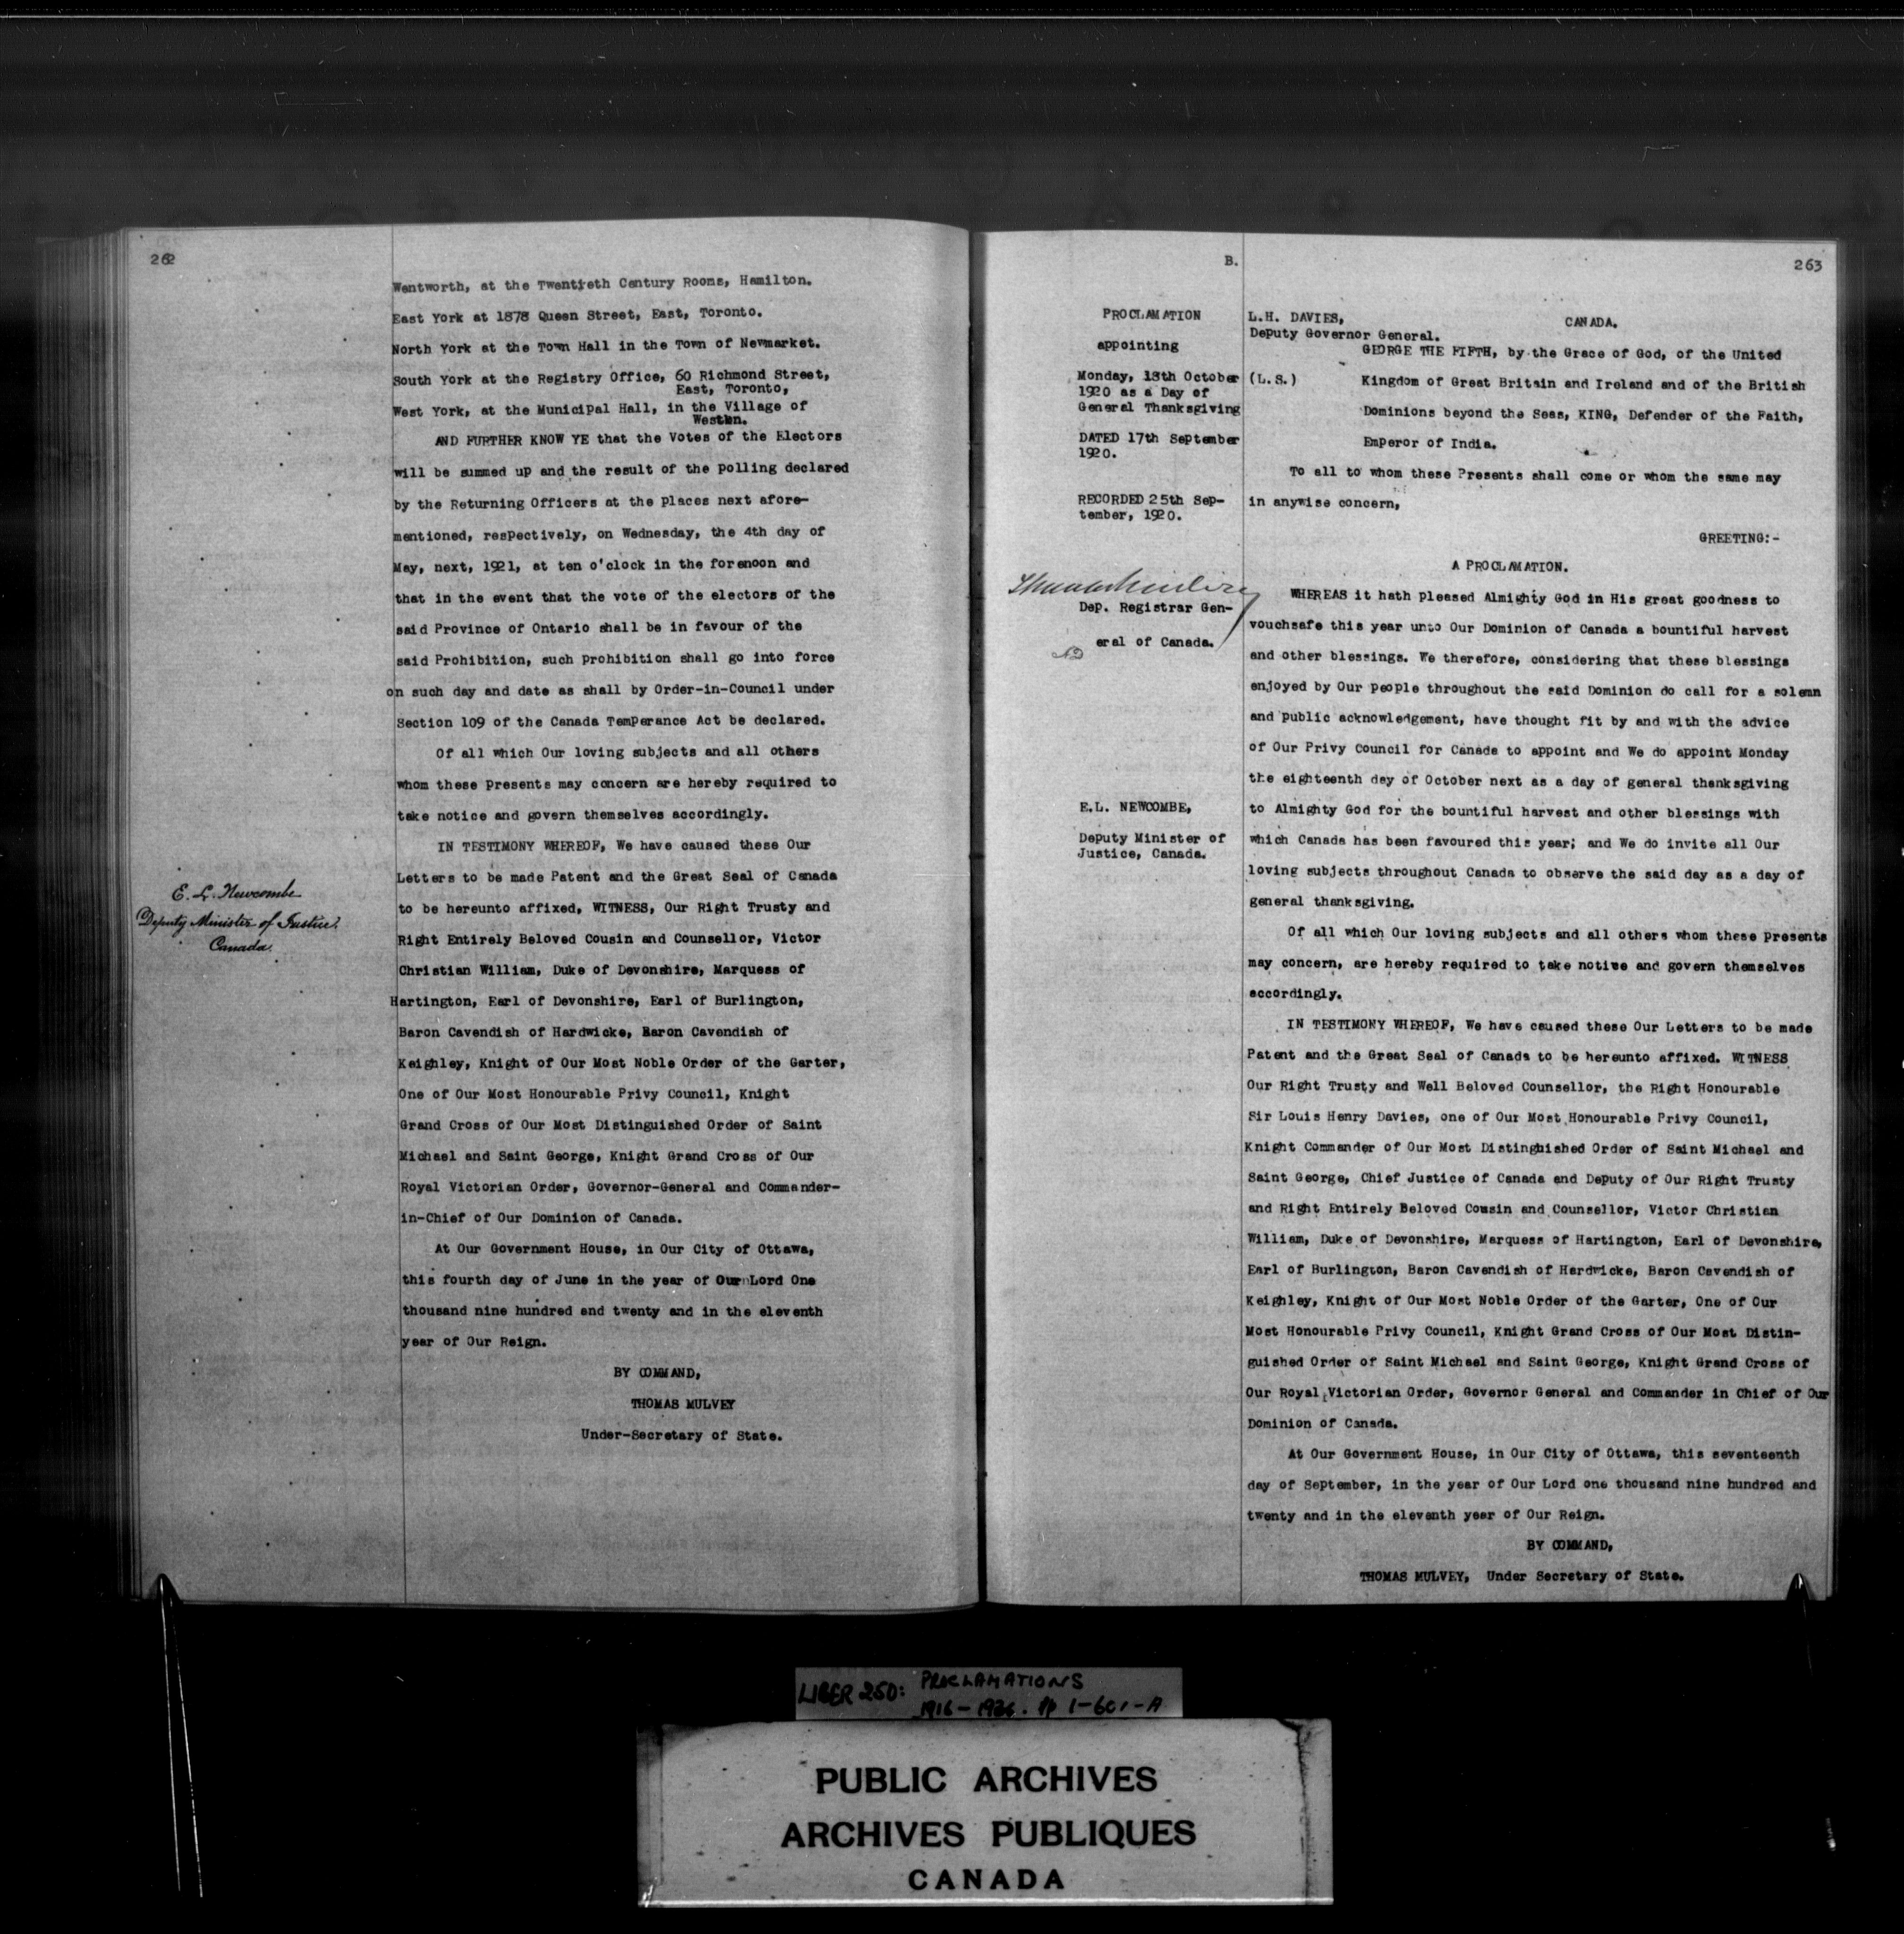 262
Wentworth, at the Twentieth Century Rooms, Hamilton.
East York at 1878 Queen Street, East, Toronto.
North York at the Town Hall in the Town of Newmarket.
South York at the Registry Office, 60 Richmond Street,
East, Toronto,
West York, at the Municipal Hall, in the Village of
Weston.
AND FURTHER KNOW YE that the Votes of the Electors
will be summed up and the result of the polling declared
by the Returning Officers at the places next afore-
mentioned, respectively, on Wednesday, the 4th day of
May, next, 1921, at ten o'clock in the forenoon and
that in the event that the vote of the electors of the
said Province of Ontario shall be in favour of the
said Prohibition, such prohibition shall go into force
on such day and date as shall by Order-in-Council under
Section 109 of the Canada Temperance Act be declared.
Of all which Our loving subjects and all others
whom these presents may concern are hereby required to
take notice and govern themselves accordingly.
IN TESTIMONY WHEREOF, We have caused these Our
Letters to be made Patent and the Great Seal of Canada
to be hereunto affixed, WITNESS, Our Right Trusty and
Right Entirely Beloved Cousin and Counsellor, Victor
Christian William, Duke of Devonshire, Marquess of
Hartington, Earl of Devonshire, Earl of Burlington,
Baron Cavendish of Hardwicke, Baron Cavendish of
Keighley, Knight of Our Most Noble Order of the Garter,
One of Our Most Honourable Privy Council, Knight
Grand Cross of Our Most Distinguished Order of Saint
Michael and Saint George, Knight Grand Cross of Our
Royal Victorian Order, Governor-General and Commander-
in-Chief of Our Dominion of Canada.
At Our Government House, in Our City of Ottawa,
this fourth day of June in the year of Our Lord One
thousand nine hundred and twenty and in the eleventh
year of Our Reign.
BY COMMAND,
THOMAS MULVEY
Under-Secretary of State.
E. L. Newcombe
Deputy Minister of Justice.
Canada.
B.
263
PROCLAMATION
appointing
Monday, 18th October
1920 as a Day of
General Thanksgiving
DATED 17th September
1920.
RECORDED 25th Sep-
tember, 1920.
Dep. Registrar Gen-
eral of Canada.
E.L. NEWCOMBE,
Deputy Minister of
Justice, Canada.
L.H. DAVIES,
Deputy Governor General.
CANADA.
GEORGE THE FIFTH, by the Grace of God, of the United
(L.S.) Kingdom of Great Britain and Ireland and of the British
Dominions beyond the Seas, KING, Defender of the Faith,
Emperor of India.
To all to whom these Presents shall come or whom the same may
in anywise concern,
GREETING:-
A PROCLAMATION.
WHEREAS it hath pleased Almighty God in His great goodness to
vouchsafe this year unto Our Dominion of Canada a bountiful harvest
and other blessings. We therefore, considering that these blessings
enjoyed by Our people throughout the said Dominion do call for a solemn
and public acknowledgement, have thought fit by and with the advice
of Our Privy Council for Canada to appoint and We do appoint Monday
the eighteenth day of October next as a day of general thanksgiving
to Almighty God for the bountiful harvest and other blessings with
which Canada has been favoured this year; and We do invite all Our
loving subjects throughout Canada to observe the said day as a day of
general thanksgiving.
Of all which Our loving subjects and all others whom these presents
may concern, are hereby required to take notice and govern themselves
accordingly.
IN TESTIMONY WHEREOF, We have caused these Our Letters to be made
Patent and the Great Seal of Canada to be hereunto affixed. WITNESS
Our Right Trusty and Well Beloved Counsellor, the Right Honourable
Sir Louis Henry Davies, one of Our Most Honourable Privy Council,
Knight Commander of Our Most Distinguished Order of Saint Michael and
Saint George, Chief Justice of Canada and Deputy of Our Right Trusty
and Right Entirely Beloved Cousin and Counsellor, Victor Christian
William, Duke of Devonshire, Marquess of Hartington, Earl of Devonshire,
Earl of Burlington, Baron Cavendish of Hardwicke, Baron Cavendish of
Keighley, Knight of Our Most Noble Order of the Garter, One of Our
Most Honourable Privy Council, Knight Grand Cross of Our Most Distin-
guished Order of Saint Michael and Saint George, Knight Grand Cross of
Our Royal Victorian Order, Governor General and Commander in Chief of Our
Dominion of Canada.
At Our Government House, in Our City of Ottawa, this seventeenth
day of September, in the year of Our Lord one thousand nine hundred and
twenty and in the eleventh year of Our Reign.
BY COMMAND,
THOMAS MULVEY, Under Secretary of State.
LIBER 250: PROCLAMATIONS
1916- pp 1-601-A
PUBLIC ARCHIVES
ARCHIVES PUBLIQUES
CANADA